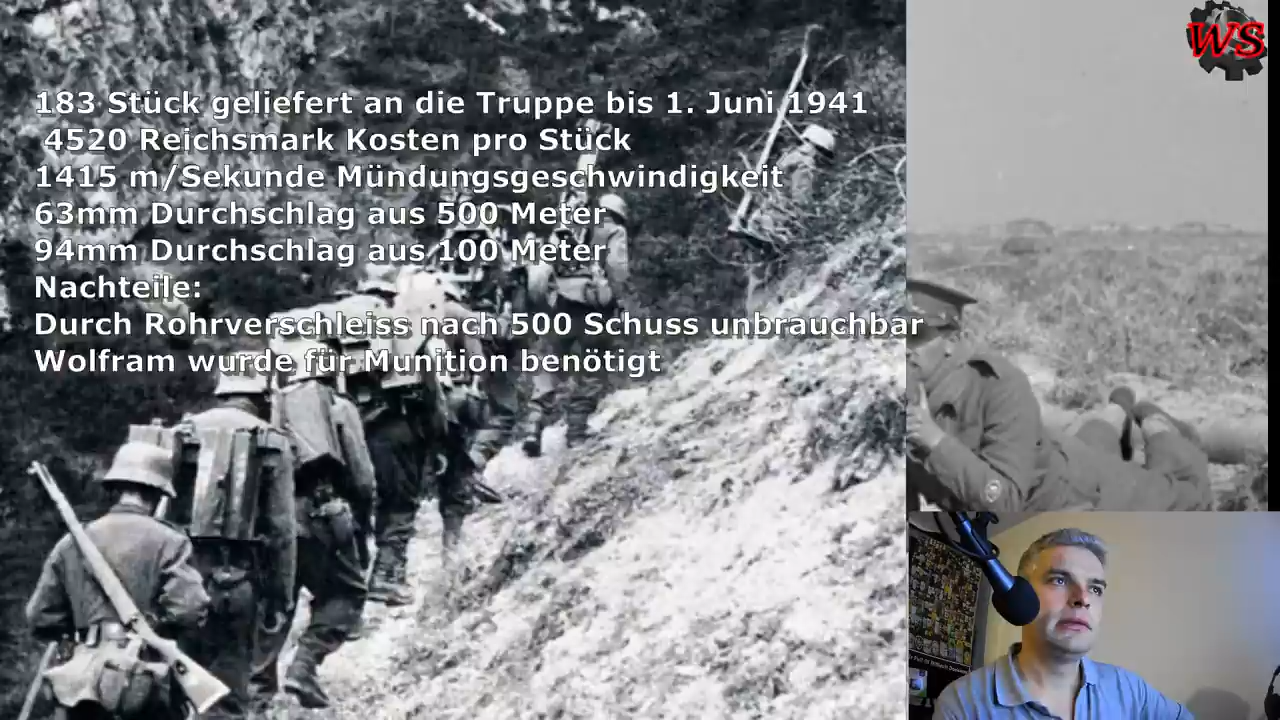 WS
183 Stück geliefert an die Truppe bis 1. Juni 1941
4520 Reichsmark Kosten pro Stück
1415 m/Sekunde Mündungsgeschwindigkeit
63mm Durchschlag aus 500 Meter
94mm Durchschlag aus 100 Meter
Nachteile:
Durch Rohrverschleiss nach 500 Schuss unbrauchbar
Wolfram wurde für Munition benötigt